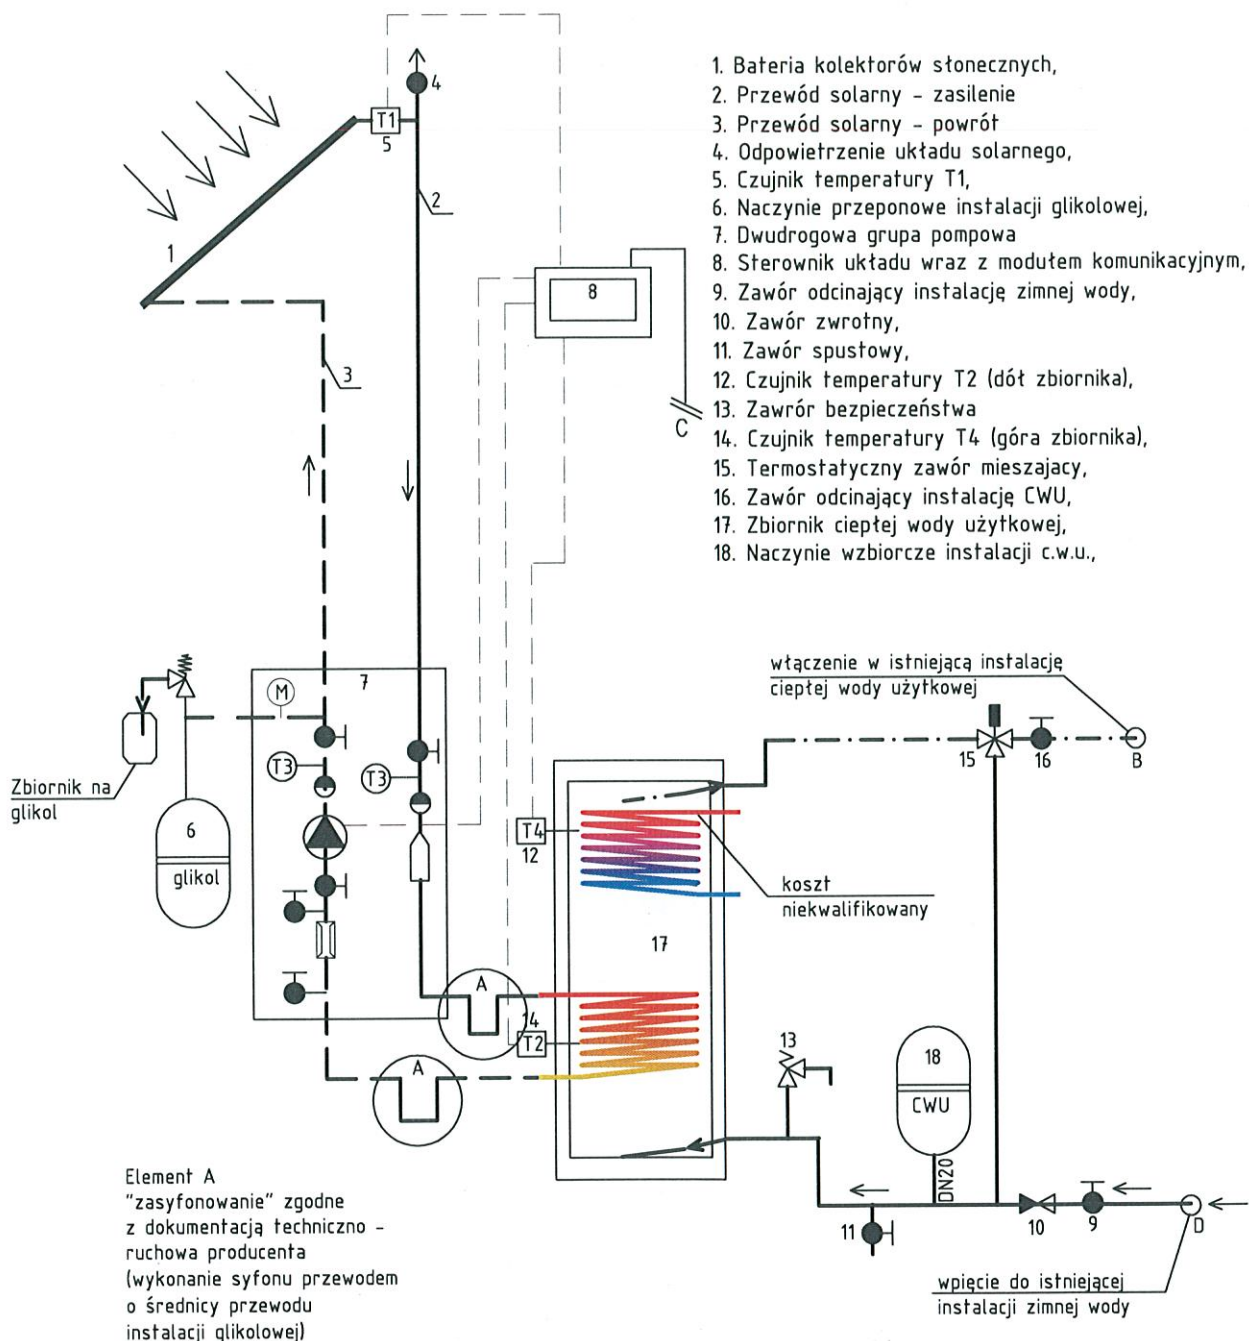 1. Bateria kolektorów słonecznych,
2. Przewód solarny - zasilenie
3. Przewód solarny - powrót
4. Odpowietrzenie układu solarnego,
5. Czujnik temperatury T1,
6. Naczynie przeponowe instalacji glikolowej,
7. Dwudrogowa grupa pompowa
8. Sterownik układu wraz z modułem komunikacyjnym,
9. Zawór odcinający instalację zimnej wody,
10. Zawór zwrotny,
11. Zawór spustowy,
12. Czujnik temperatury T2 (dół zbiornika),
13. Zawrór bezpieczeństwa
14. Czujnik temperatury T4 (góra zbiornika),
15. Termostatyczny zawór mieszajacy,
16. Zawór odcinający instalację CWU,
17. Zbiornik ciepłej wody użytkowej,
18. Naczynie wzbiorcze instalacji c.w.u.,
4
T1
5
2
1
8
3
C
7
M
T3
T3
Zbiornik na
glikol
6
glikol
włączenie w istniejącą instalację
ciepłej wody użytkowej
15
16
B
T4
12
koszt
niekwalifikowany
17
A
14
T2
A
13
18
CWU
DN20
11
10
9
D
wpięcie do istniejącej
instalacji zimnej wody
Element A
"zasyfonowanie" zgodne
z dokumentacją techniczno -
ruchowa producenta
(wykonanie syfonu przewodem
o średnicy przewodu
instalacji glikolowej)